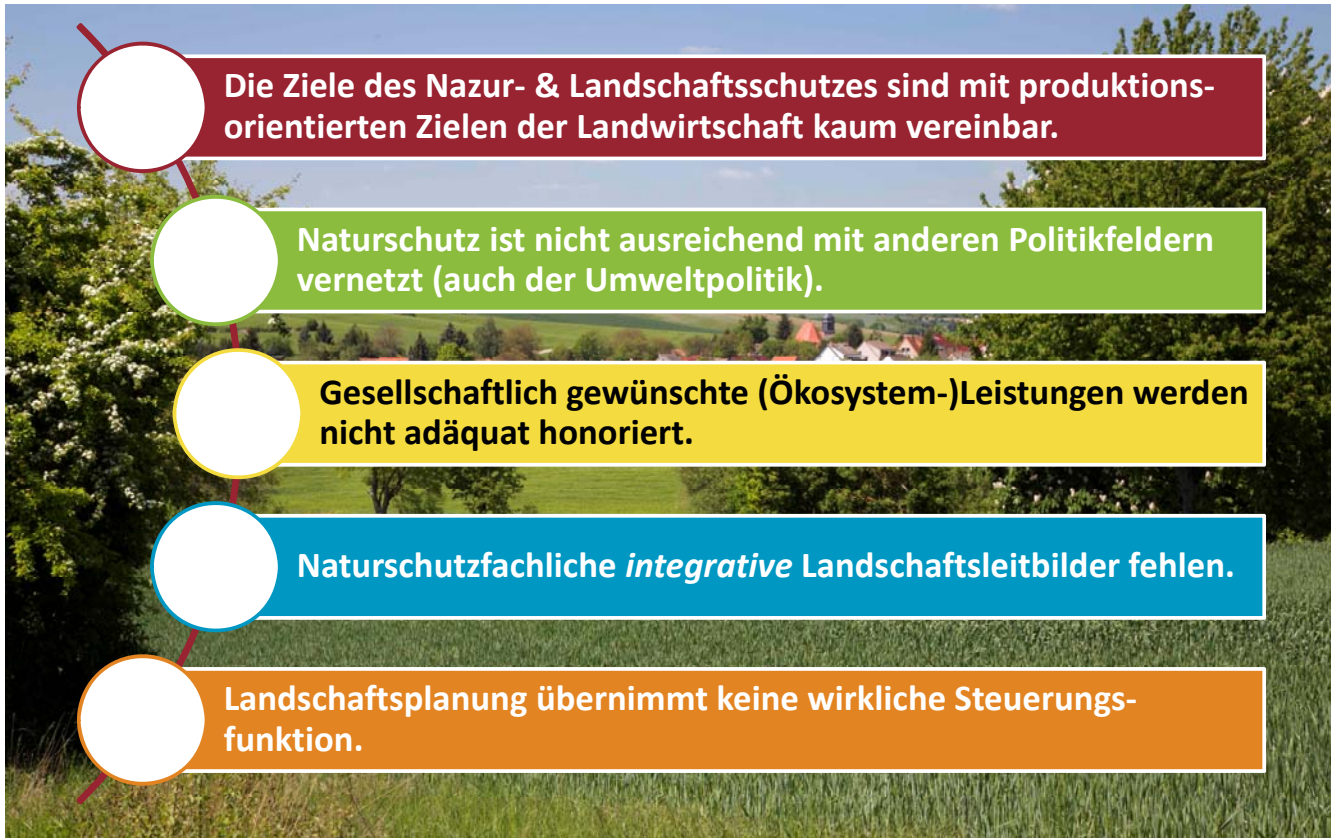 Die Ziele des Nazur- & Landschaftsschutzes sind mit produktions-
orientierten Zielen der Landwirtschaft kaum vereinbar.
Naturschutz ist nicht ausreichend mit anderen Politikfeldern
vernetzt (auch der Umweltpolitik).
Gesellschaftlich gewünschte (Ökosystem-)Leistungen werden
nicht adäquat honoriert.
Naturschutzfachliche integrative Landschaftsleitbilder fehlen.
Landschaftsplanung übernimmt keine wirkliche Steuerungs-
funktion.